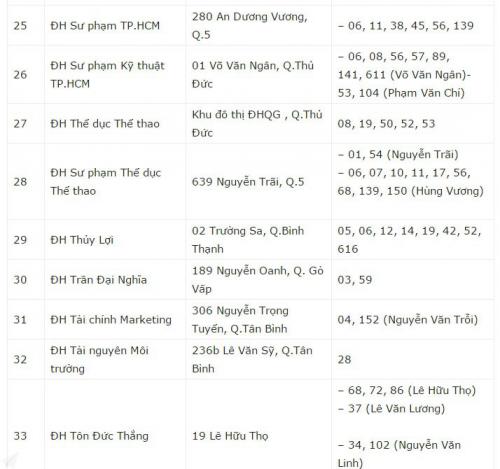 25 ĐH Sư phạm TP.HCM 280 An Dương Vương, Q.5 – 06, 11, 38, 45, 56, 139
26 ĐH Sư phạm Kỹ thuật TP.HCM 01 Võ Văn Ngân, Q.Thủ Đức – 06, 08, 56, 57, 89, 141, 611 (Võ Văn Ngân)- 53, 104 (Phạm Văn Chí)
27 ĐH Thể dục Thể thao Khu đô thị ĐHQG , Q.Thủ Đức 08, 19, 50, 52, 53
28 ĐH Sư phạm Thể dục Thể thao 639 Nguyễn Trãi, Q.5 – 01, 54 (Nguyễn Trãi) – 06, 07, 10, 11, 17, 56, 68, 139, 150 (Hùng Vương)
29 ĐH Thủy Lợi 02 Trường Sa, Q.Bình Thạnh 05, 06, 12, 14, 19, 42, 52, 616
30 ĐH Trần Đại Nghĩa 189 Nguyễn Oanh, Q. Gò Vấp 03, 59
31 ĐH Tài chính Marketing 306 Nguyễn Trọng Tuyển, Q.Tân Bình 04, 152 (Nguyễn Văn Trỗi)
32 ĐH Tài nguyên Môi trường 236b Lê Văn Sỹ, Q.Tân Bình 28
33 ĐH Tôn Đức Thắng 19 Lê Hữu Thọ – 68, 72, 86 (Lê Hữu Thọ) – 37 (Lê Văn Lương) – 34, 102 (Nguyễn Văn Linh)